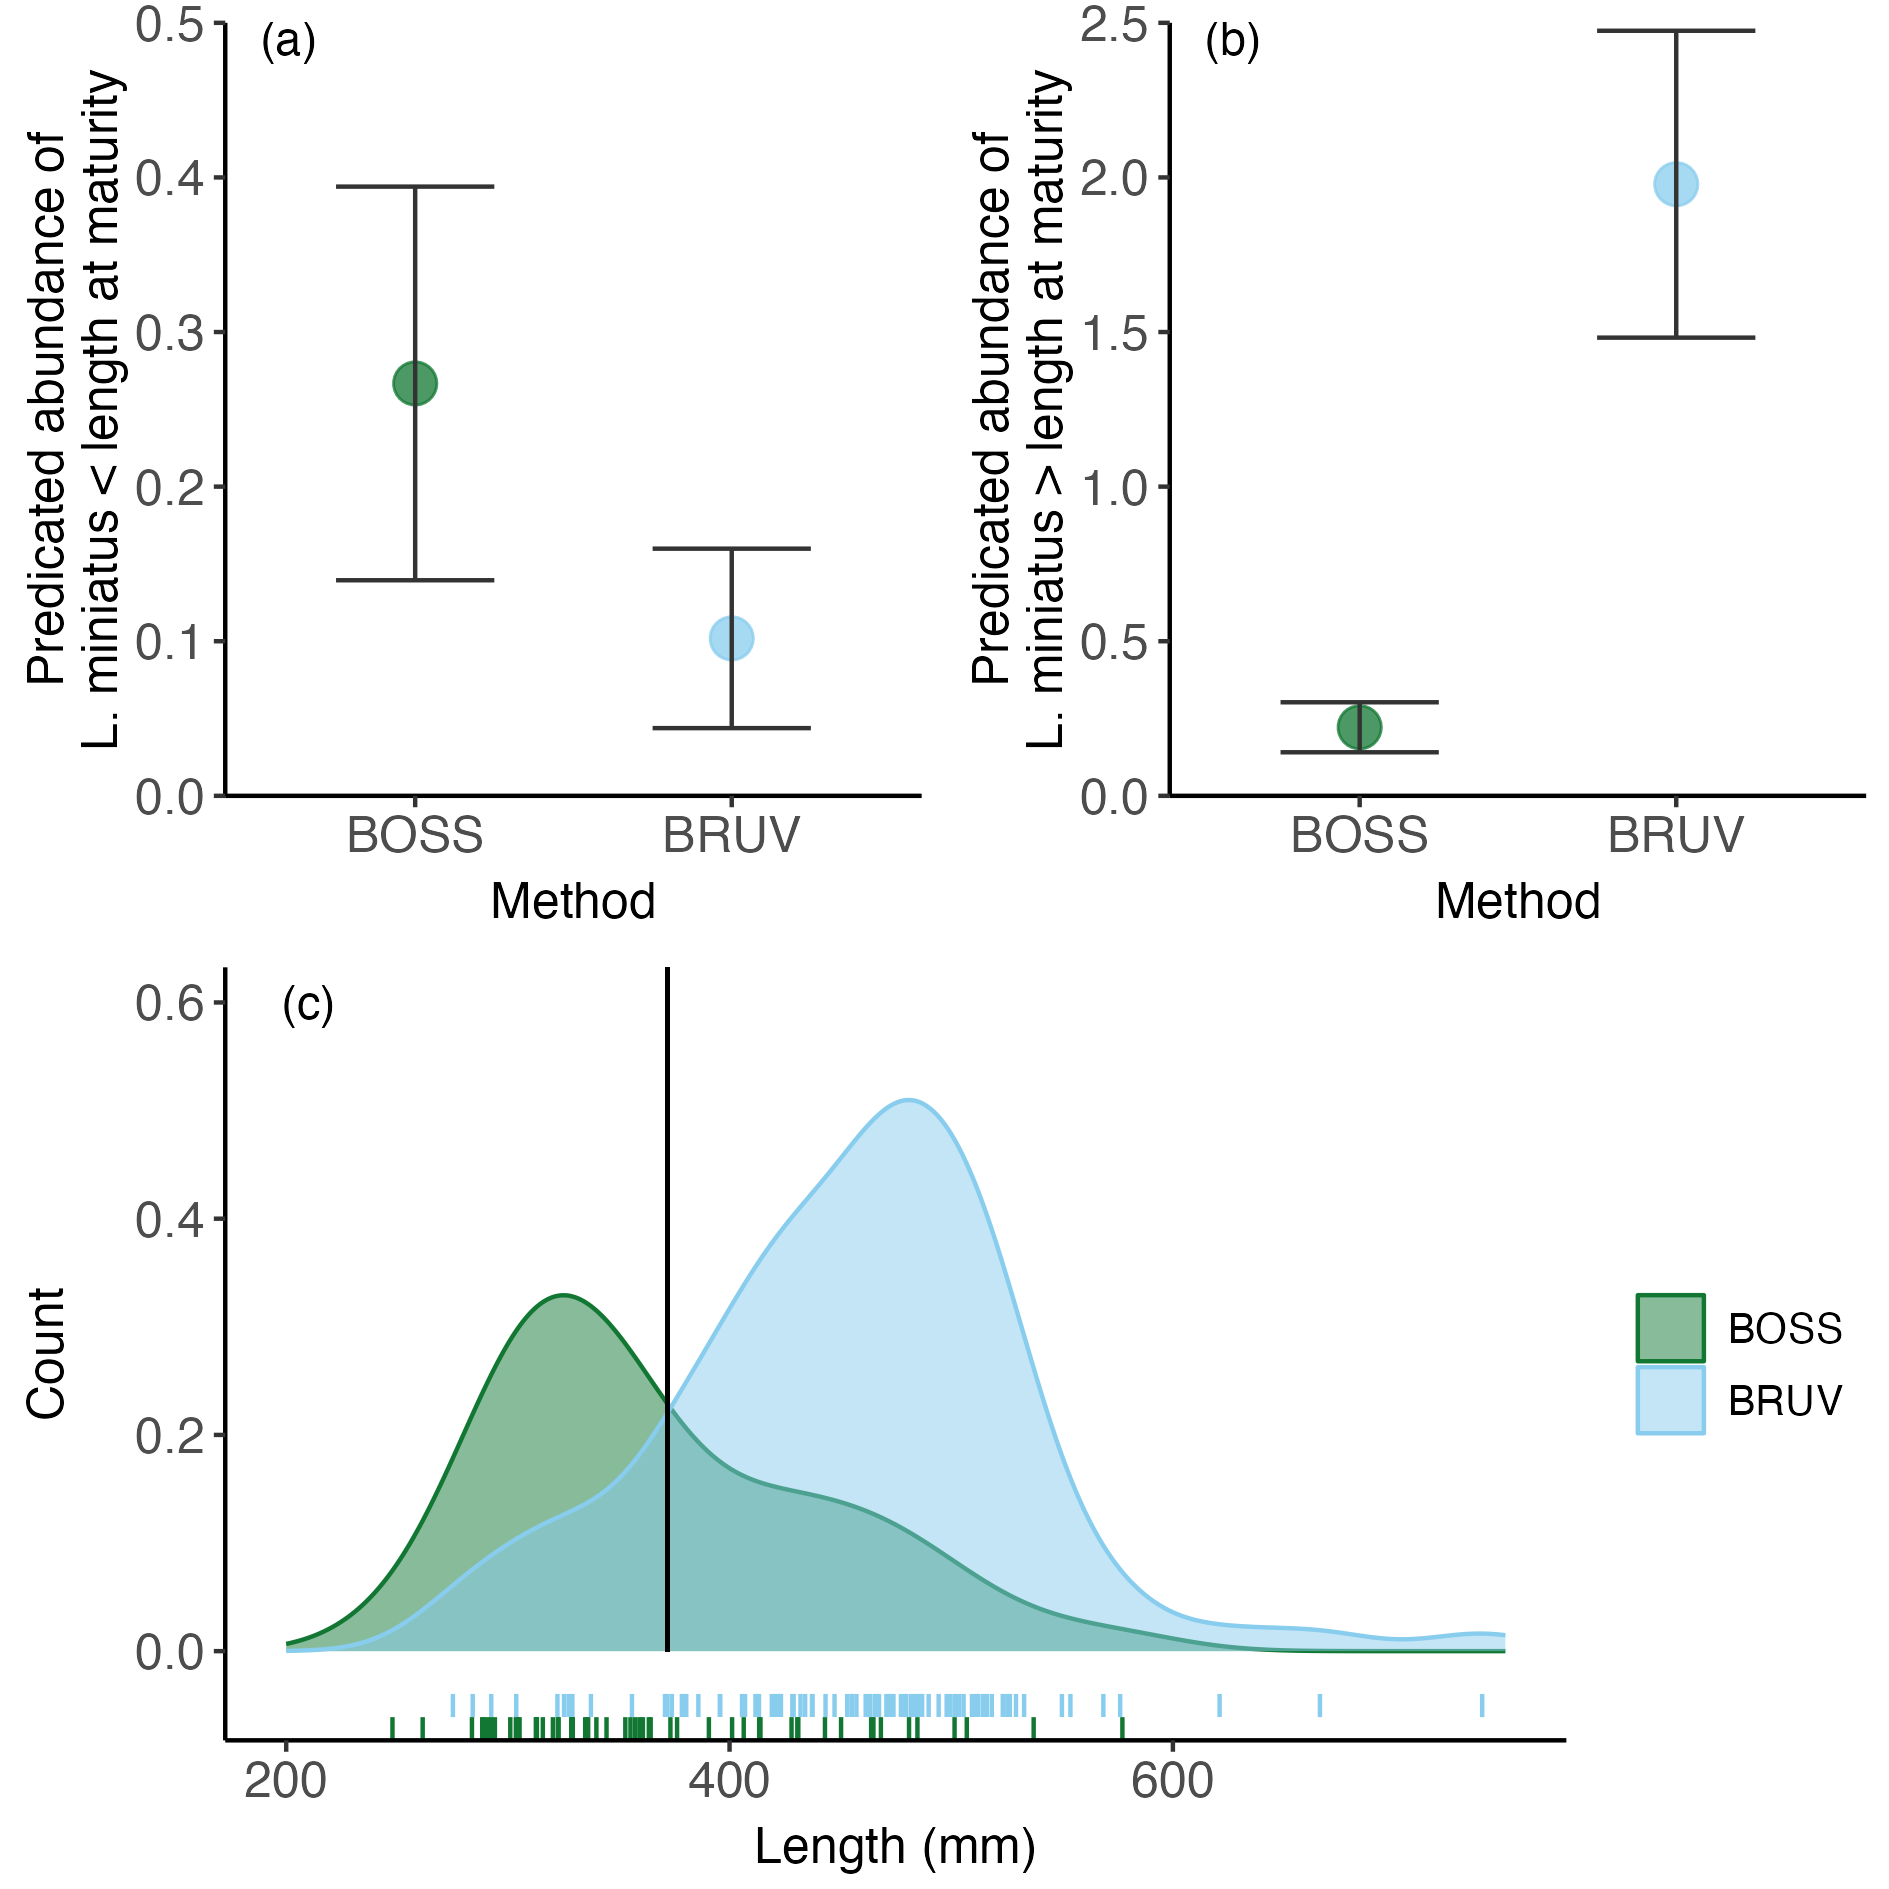 (a)
Predicated abundance of
L. miniatus < length at maturity
0.5
0.4
0.3
0.2
0.1
0.0
BOSS BRUV
Method
(b)
Predicated abundance of
L. miniatus > length at maturity
2.5
2.0
1.5
1.0
0.5
0.0
BOSS BRUV
Method
(c)
Count
0.6
0.4
0.2
0.0
200 400 600
Length (mm)
BOSS
BRUV